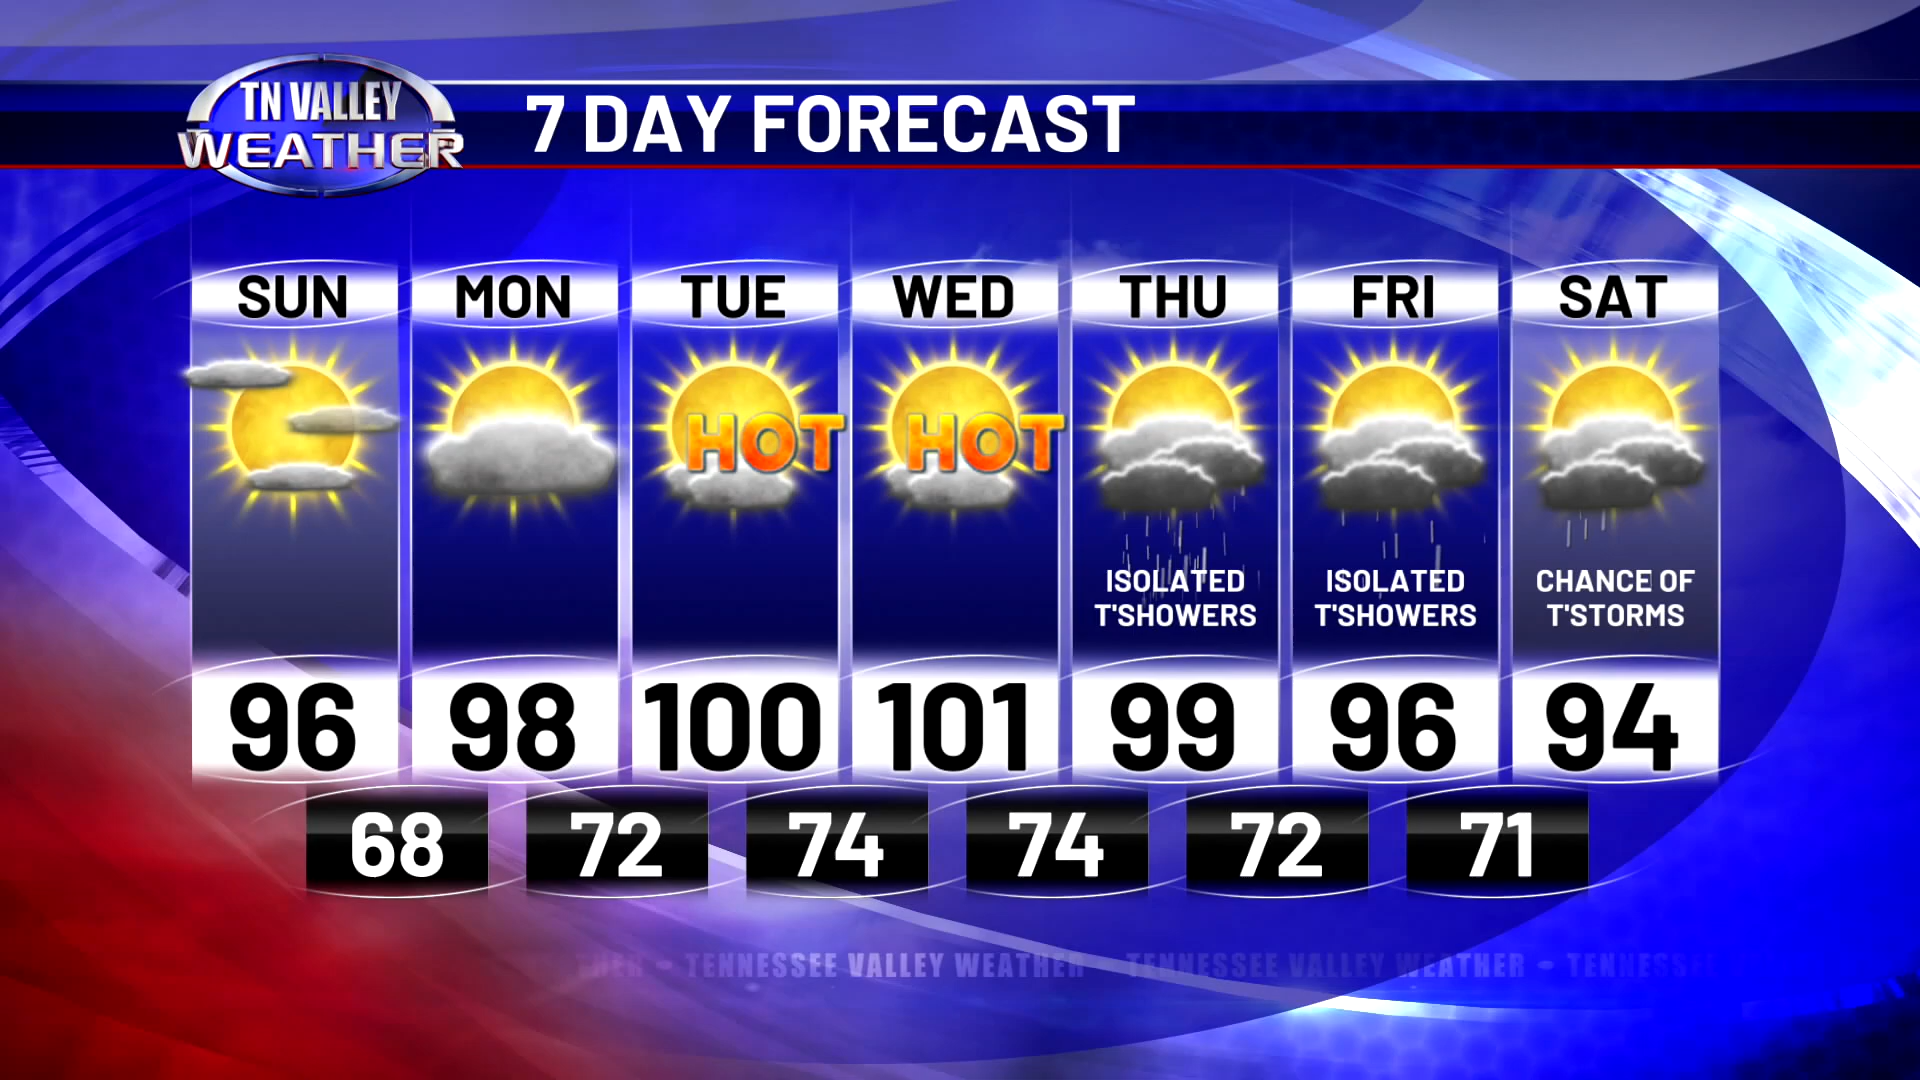 TN VALLEY
WEATHER
7 DAY FORECAST
SUN MON TUE WED THU FRI SAT
HOT HOT
ISOLATED ISOLATED CHANCE OF
T'SHOWERS T'SHOWERS T'STORMS
96 98 100 101 99 96 94
68 72 74 74 72 71
THER - TENNESSEE VALLEY WEATHER - TENNESSEE VALLEY WEATHER - TENNESS